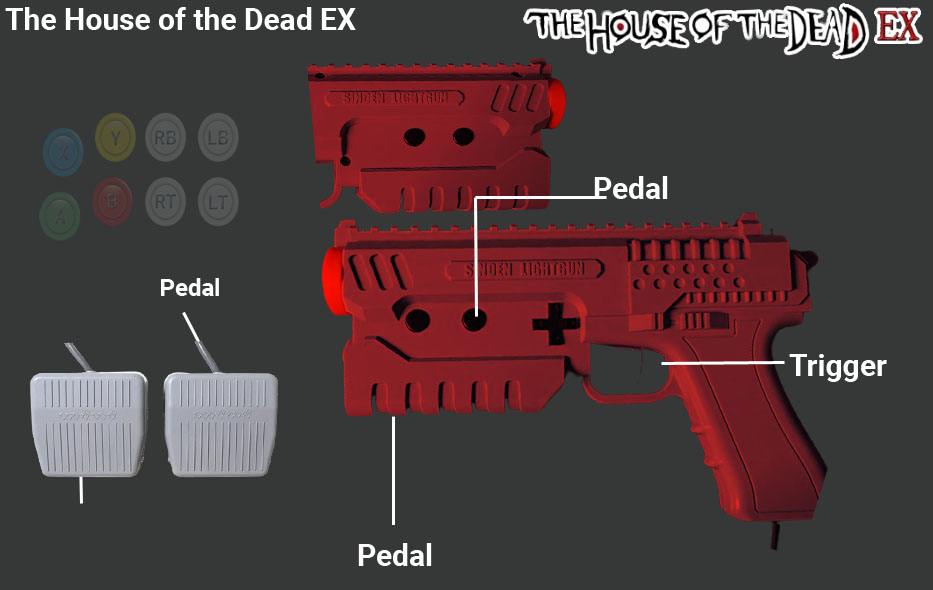 The House of the Dead EX
THE HOUSE OF THE DEAD EX
SINDEN LIGHTGUN
X Y RB LB
A B RT LT
Pedal
SINDEN LIGHTGUN
Pedal
Trigger
Pedal